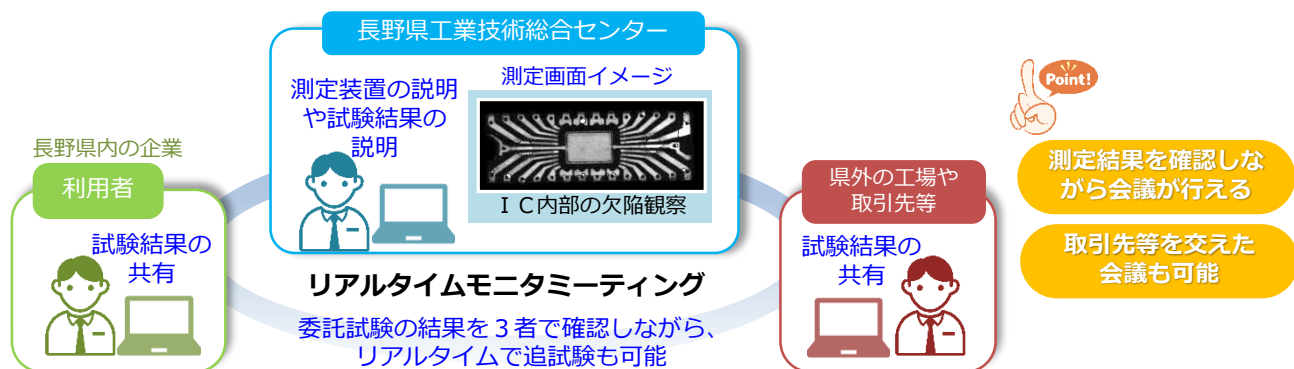 長野県工業技術総合センター
測定装置の説明
や試験結果の
説明
測定画面イメージ
ＩＣ内部の欠陥観察
長野県内の企業
利用者
試験結果の
共有
県外の工場や
取引先等
試験結果の
共有
リアルタイムモニタミーティング
委託試験の結果を３者で確認しながら、
リアルタイムで追試験も可能
Point!
測定結果を確認しな
がら会議が行える
取引先等を交えた
会議も可能